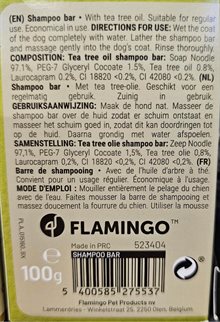 (EN) Shampoo bar • With tea tree oil. Suitable for regular
use. Economical in use. DIRECTIONS FOR USE: Wet the coat
of the dog completely with water. Lather the shampoo bar
and massage gently into the dog's coat. Rinse thoroughly.
COMPOSITION: Tea tree oil shampoo bar: Soap Noodle
97.1%, PEG-7 Glyceryl Cocoate 1,5%, Tea tree oil 0.8%,
Laurocapram 0.2%, CI 18820 <0.2%, CI 42080 <0.2%. (NL)
Shampoo bar • Met tea tree-olie. Geschikt voor een
regelmatig gebruik. Zuinig in gebruik.
GEBRUIKSAANWIJZING: Maak de hond nat. Masseer de
shampoo bar over de huid zodat er schuim ontstaat en
masseer het schuim goed in, zodat dit kan doordringen tot
op de huid. Daarna grondig met water afspoelen.
SAMENSTELLING: Tea tree olie shampoo bar: Zeep Noodle
97,1%, PEG-7 Glyceryl Cocoate 1,5%, Tea tree olie 0,8%,
Laurocapram 0,2%, CI 18820 <0,2%, CI 42080 <0,2%. (FR)
Barre de shampooing • Avec de l'huile d'arbre à thé.
Convient pour un usage régulier. Économique à l'usage.
MODE D'EMPLOI: Mouiller entièrement le pelage du chien
avec de l'eau. Faites mousser la barre de shampooing et
massez doucement la fourrure du chien. Utiliser
FLAMINGO™
Made in PRC 523404
SHAMPOO BAR
100g
5 400585 275537
Flamingo Pet Products nv
Lammerdries - Winkelstraat 25, 2250 Olen, Belgium